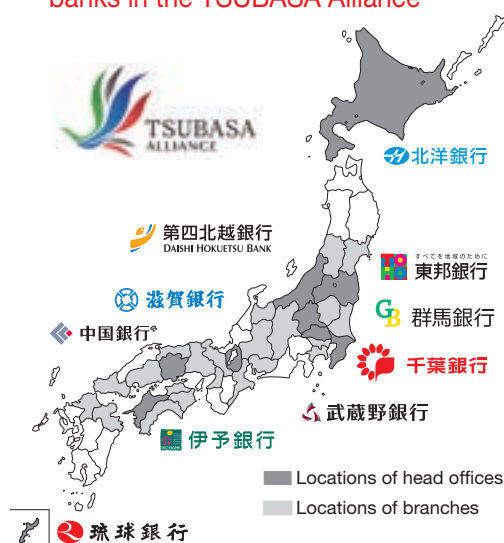 banks in the TSUBASA Alliance
TSUBASA
ALLIANCE
北洋銀行
第四北越銀行
DAISHI HOKUETSU BANK
すべてを地域のために
東邦銀行
滋賀銀行
GB 群馬銀行
中国銀行
千葉銀行
武蔵野銀行
伊予銀行
Locations of head offices
Locations of branches
琉球銀行